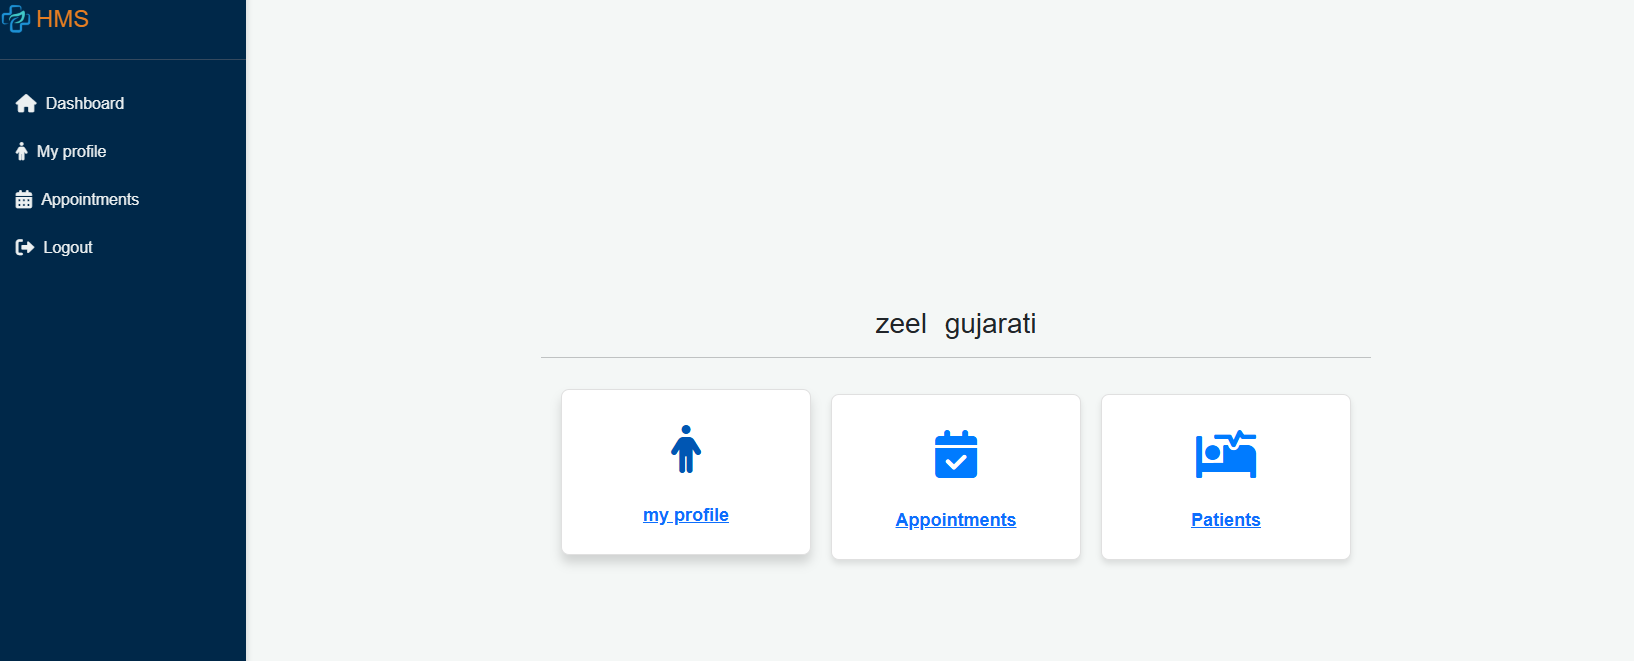 HMS
Dashboard
My profile
Appointments
Logout
zeel gujarati
my profile
Appointments
Patients